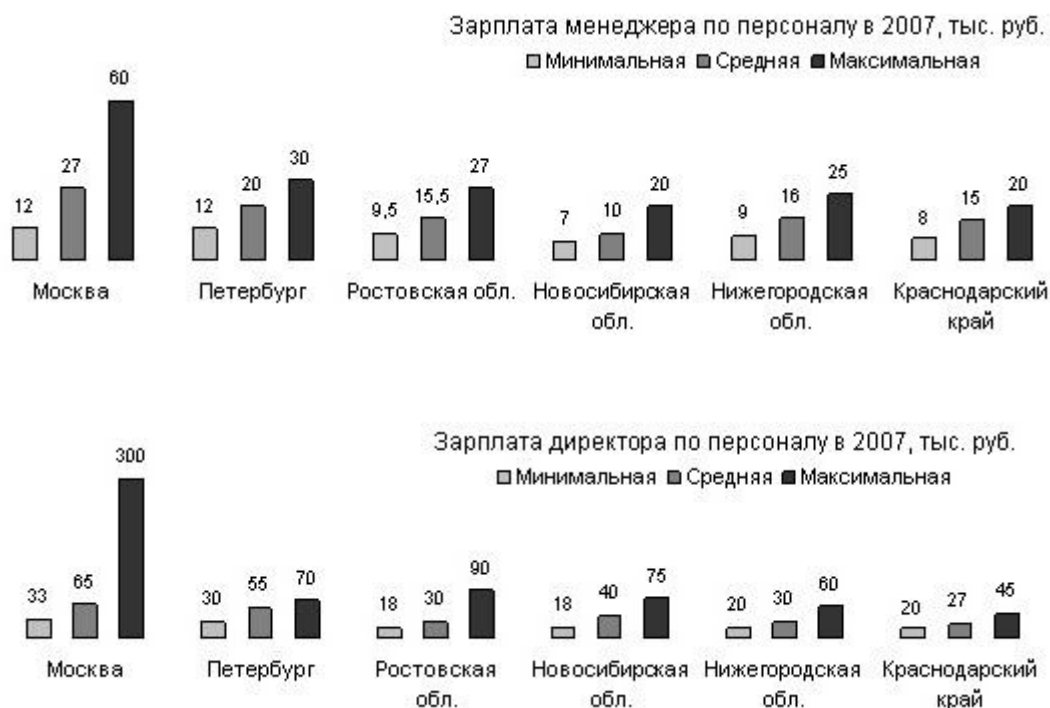 Зарплата менеджера по персоналу в 2007, тыс. руб.
Минимальная Средняя Максимальная
12 27 60 12 20 30 9,5 15,5 27 7 10 20 9 16 25 8 15 20
Москва Петербург Ростовская обл. Новосибирская Нижегородская Краснодарский
обл. обл. край
Зарплата директора по персоналу в 2007, тыс. руб.
Минимальная Средняя Максимальная
33 65 300 30 55 70 18 30 90 18 40 75 20 30 60 20 27 45
Москва Петербург Ростовская Новосибирская Нижегородская Краснодарский
обл. обл. обл. край